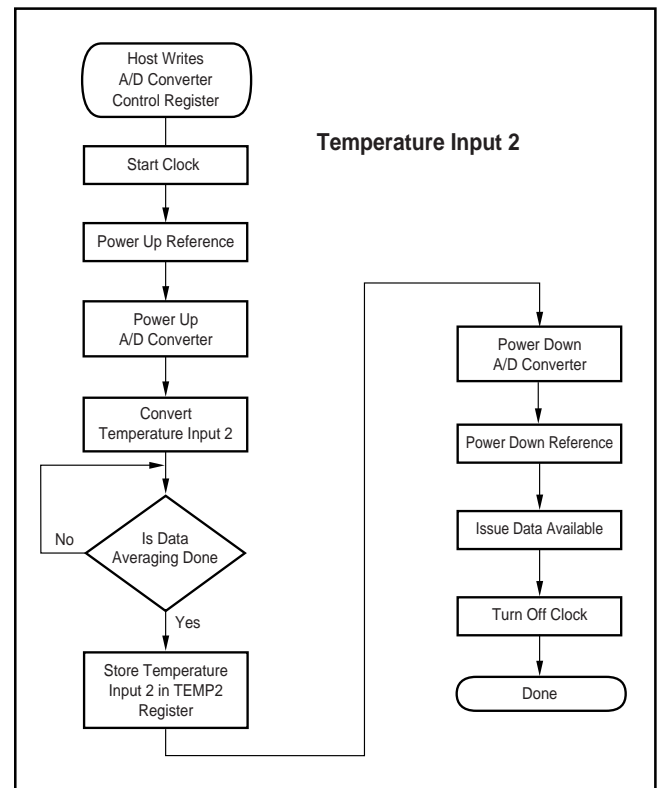 Host Writes
A/D Converter
Control Register
Temperature Input 2
Start Clock
Power Up Reference
Power Up
A/D Converter
Convert
Temperature Input 2
No
Is Data
Averaging Done
Yes
Store Temperature
Input 2 in TEMP2
Register
Power Down
A/D Converter
Power Down Reference
Issue Data Available
Turn Off Clock
Done